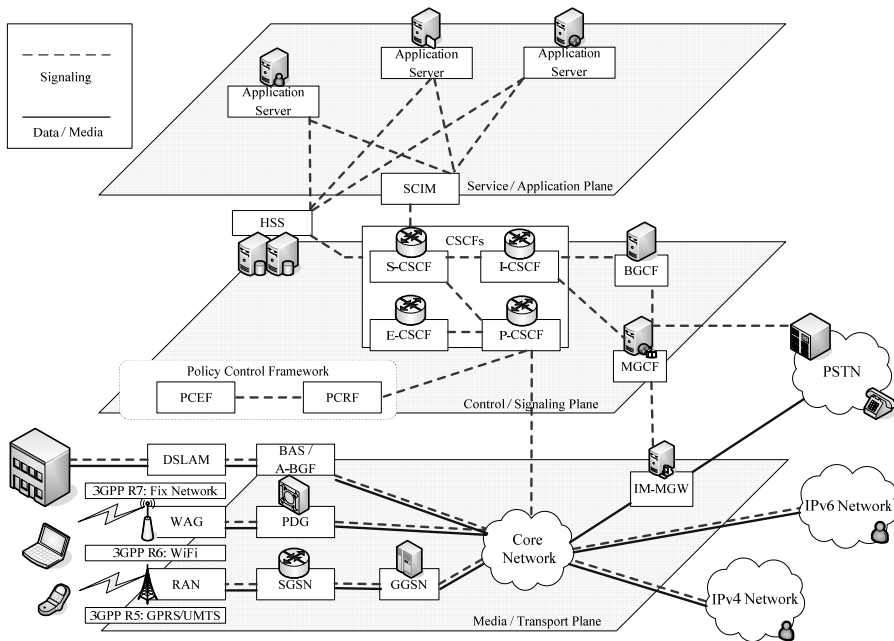 Signaling
Data / Media
Application
Server
Application
Server
Application
Server
Service / Application Plane
SCIM
HSS
CSCFs
S-CSCF
I-CSCF
BGCF
E-CSCF
P-CSCF
MGCF
PSTN
Policy Control Framework
PCEF
PCRF
Control / Signaling Plane
DSLAM
BAS /
A-BGF
IM-MGW
3GPP R7: Fix Network
WAG
PDG
Core
Network
IPv6 Network
3GPP R6: WiFi
RAN
SGSN
GGSN
IPv4 Network
3GPP R5: GPRS/UMTS
Media / Transport Plane